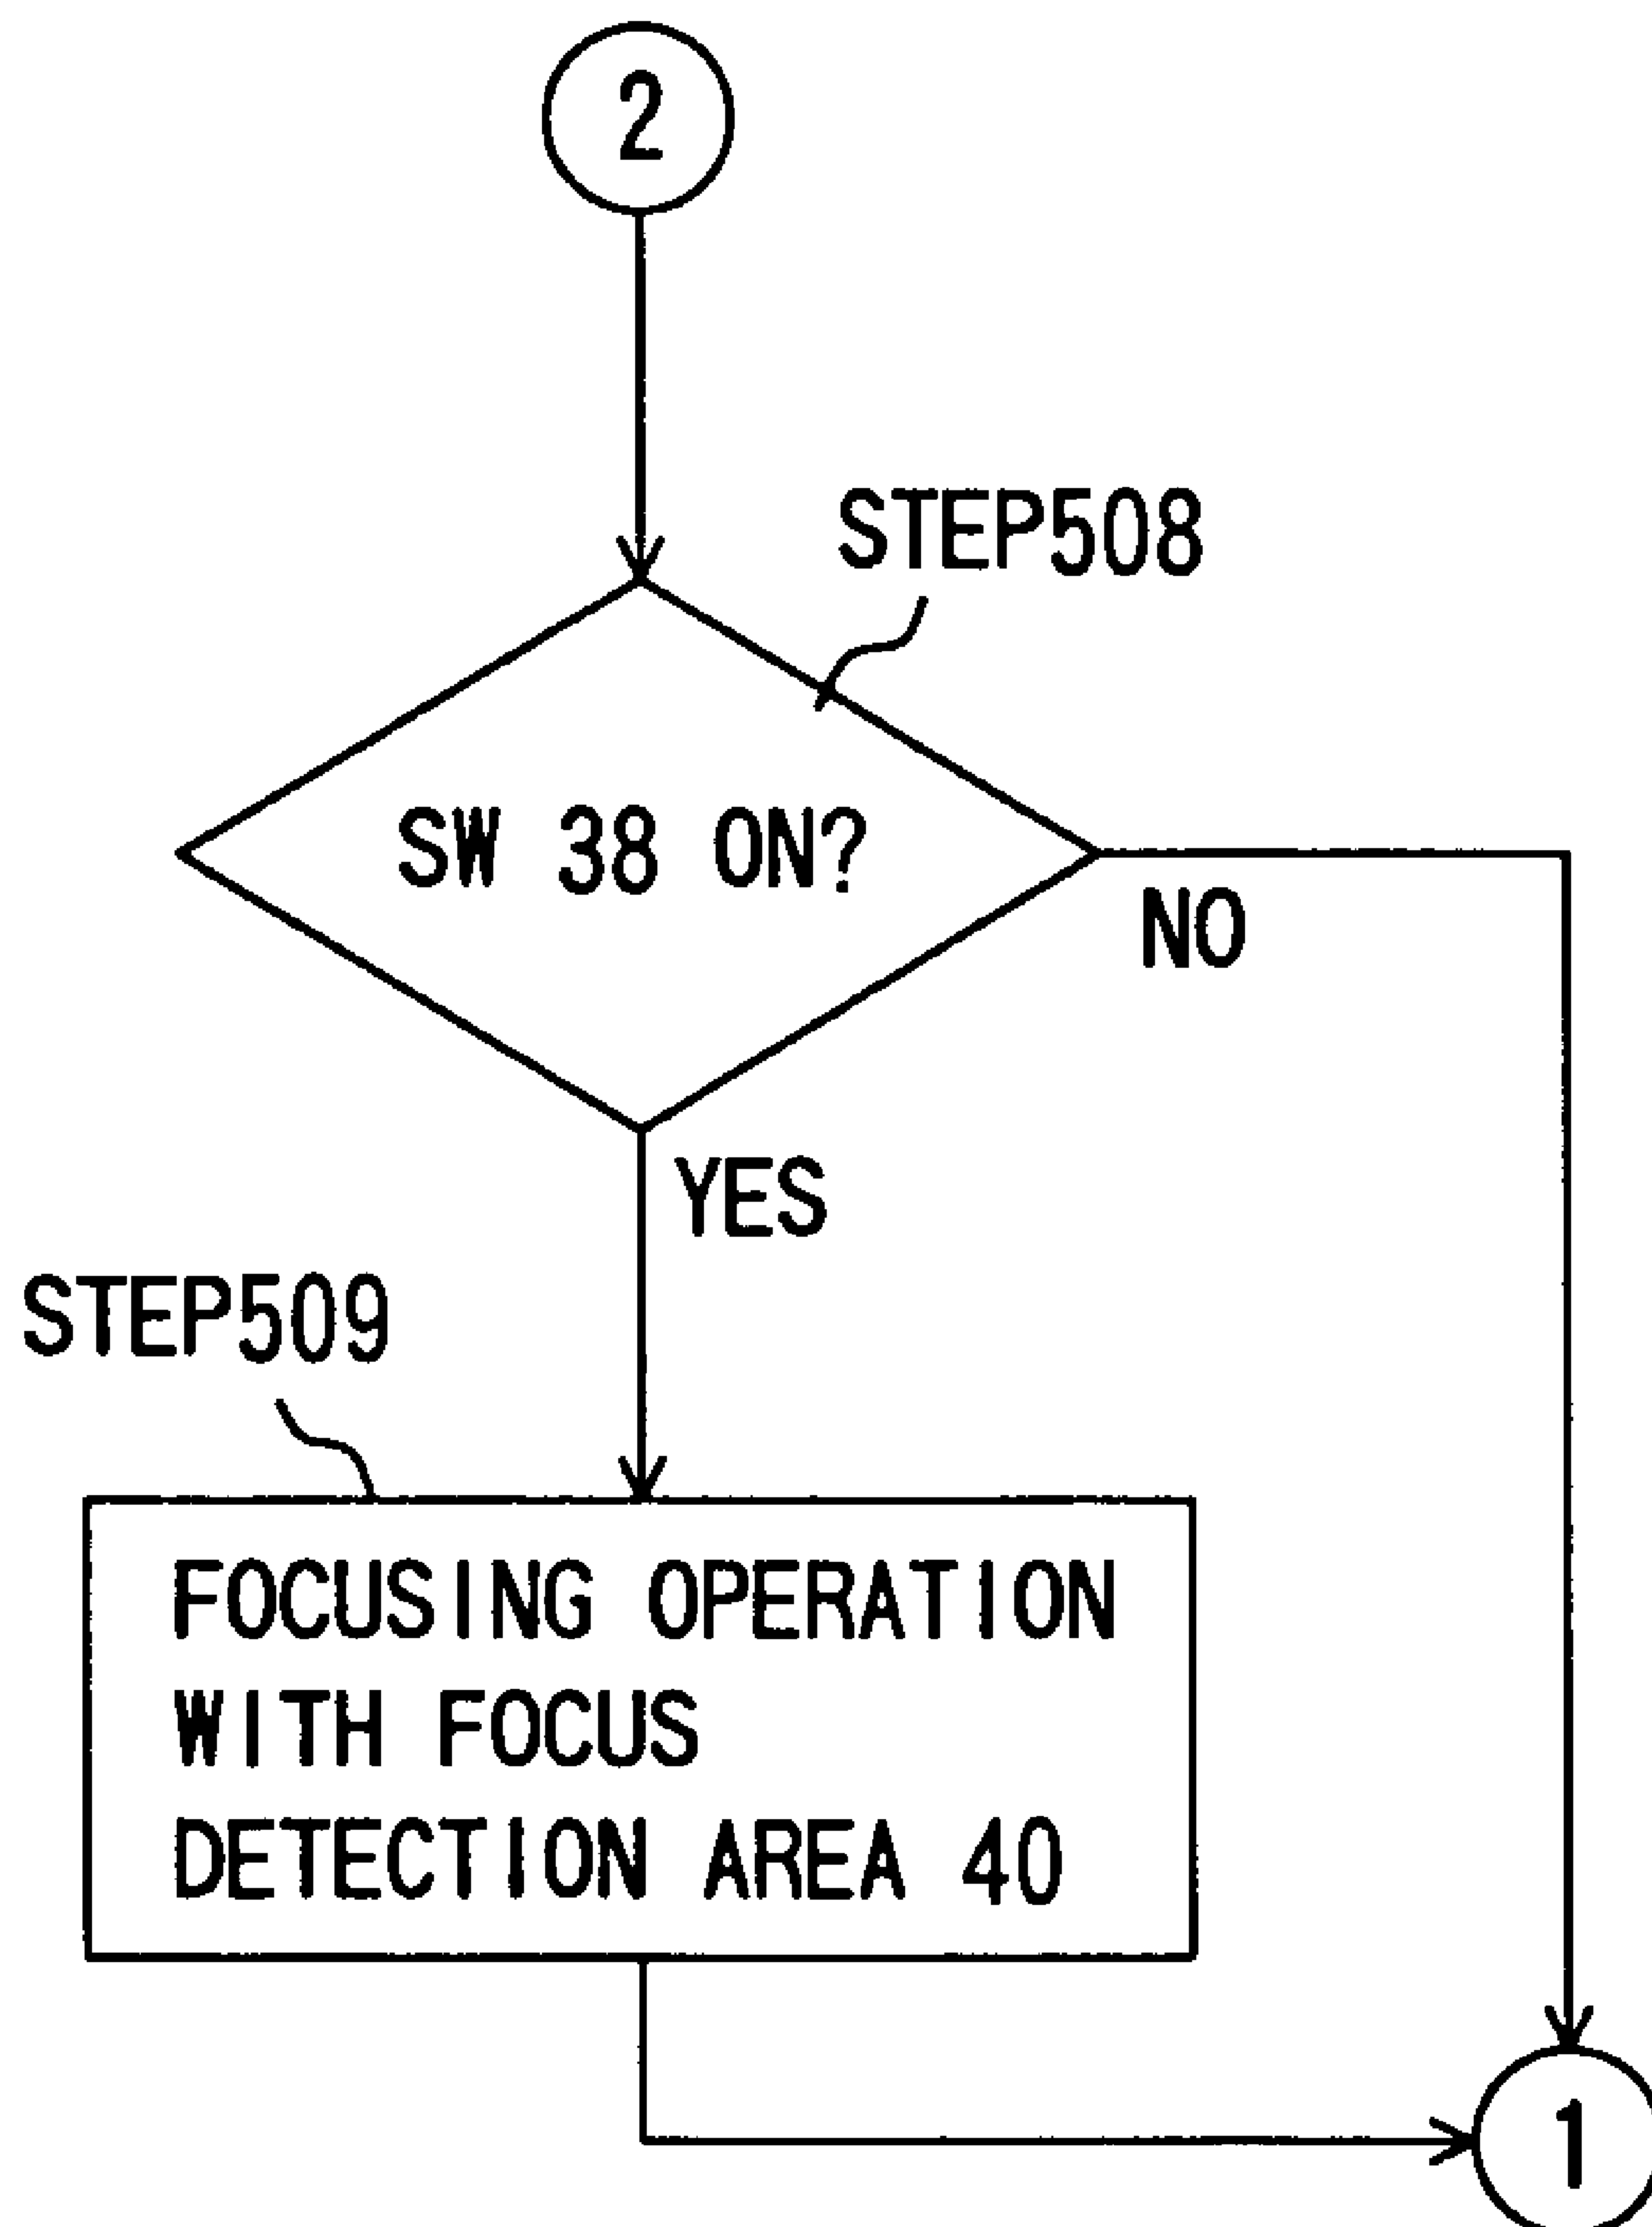 2
STEP508
SW 38 ON?
NO
YES
STEP509
FOCUSING OPERATION
WITH FOCUS
DETECTION AREA 40
1